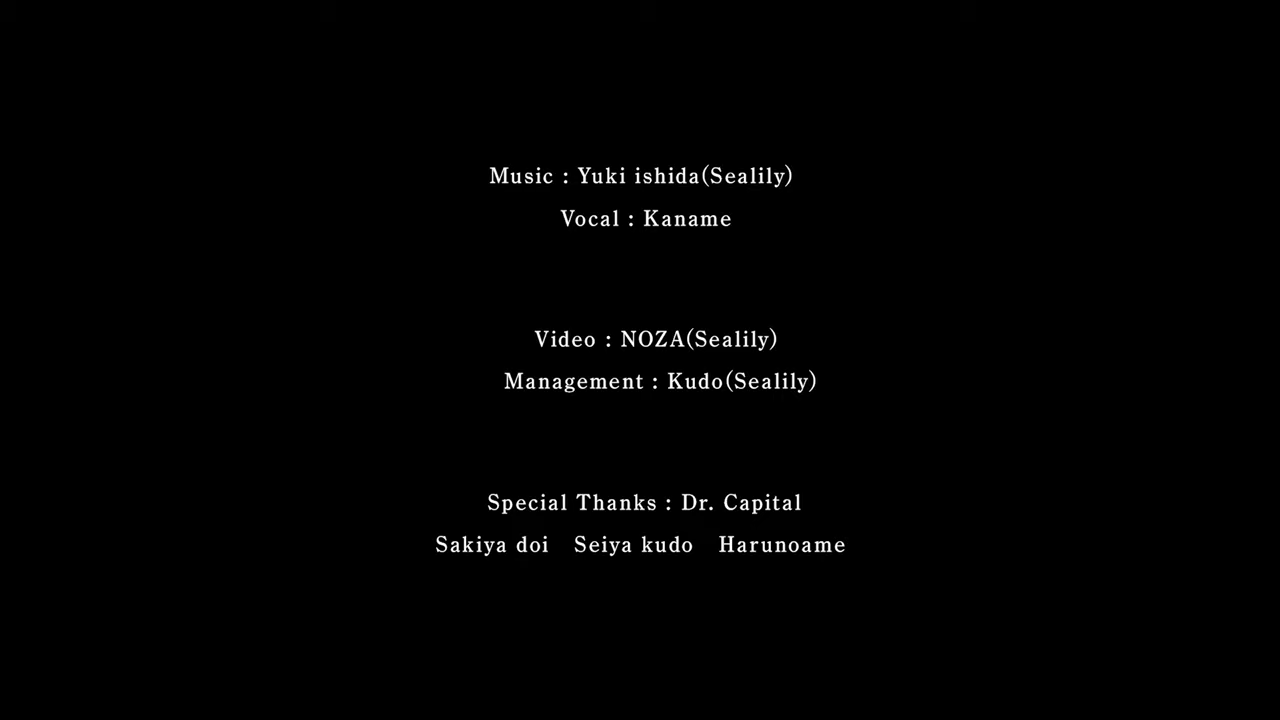 Music : Yuki ishida(Sealily)
Vocal : Kaname
Video : NOZA(Sealily)
Management : Kudo(Sealily)
Special Thanks : Dr. Capital
Sakiya doi　Seiya kudo　Harunoame